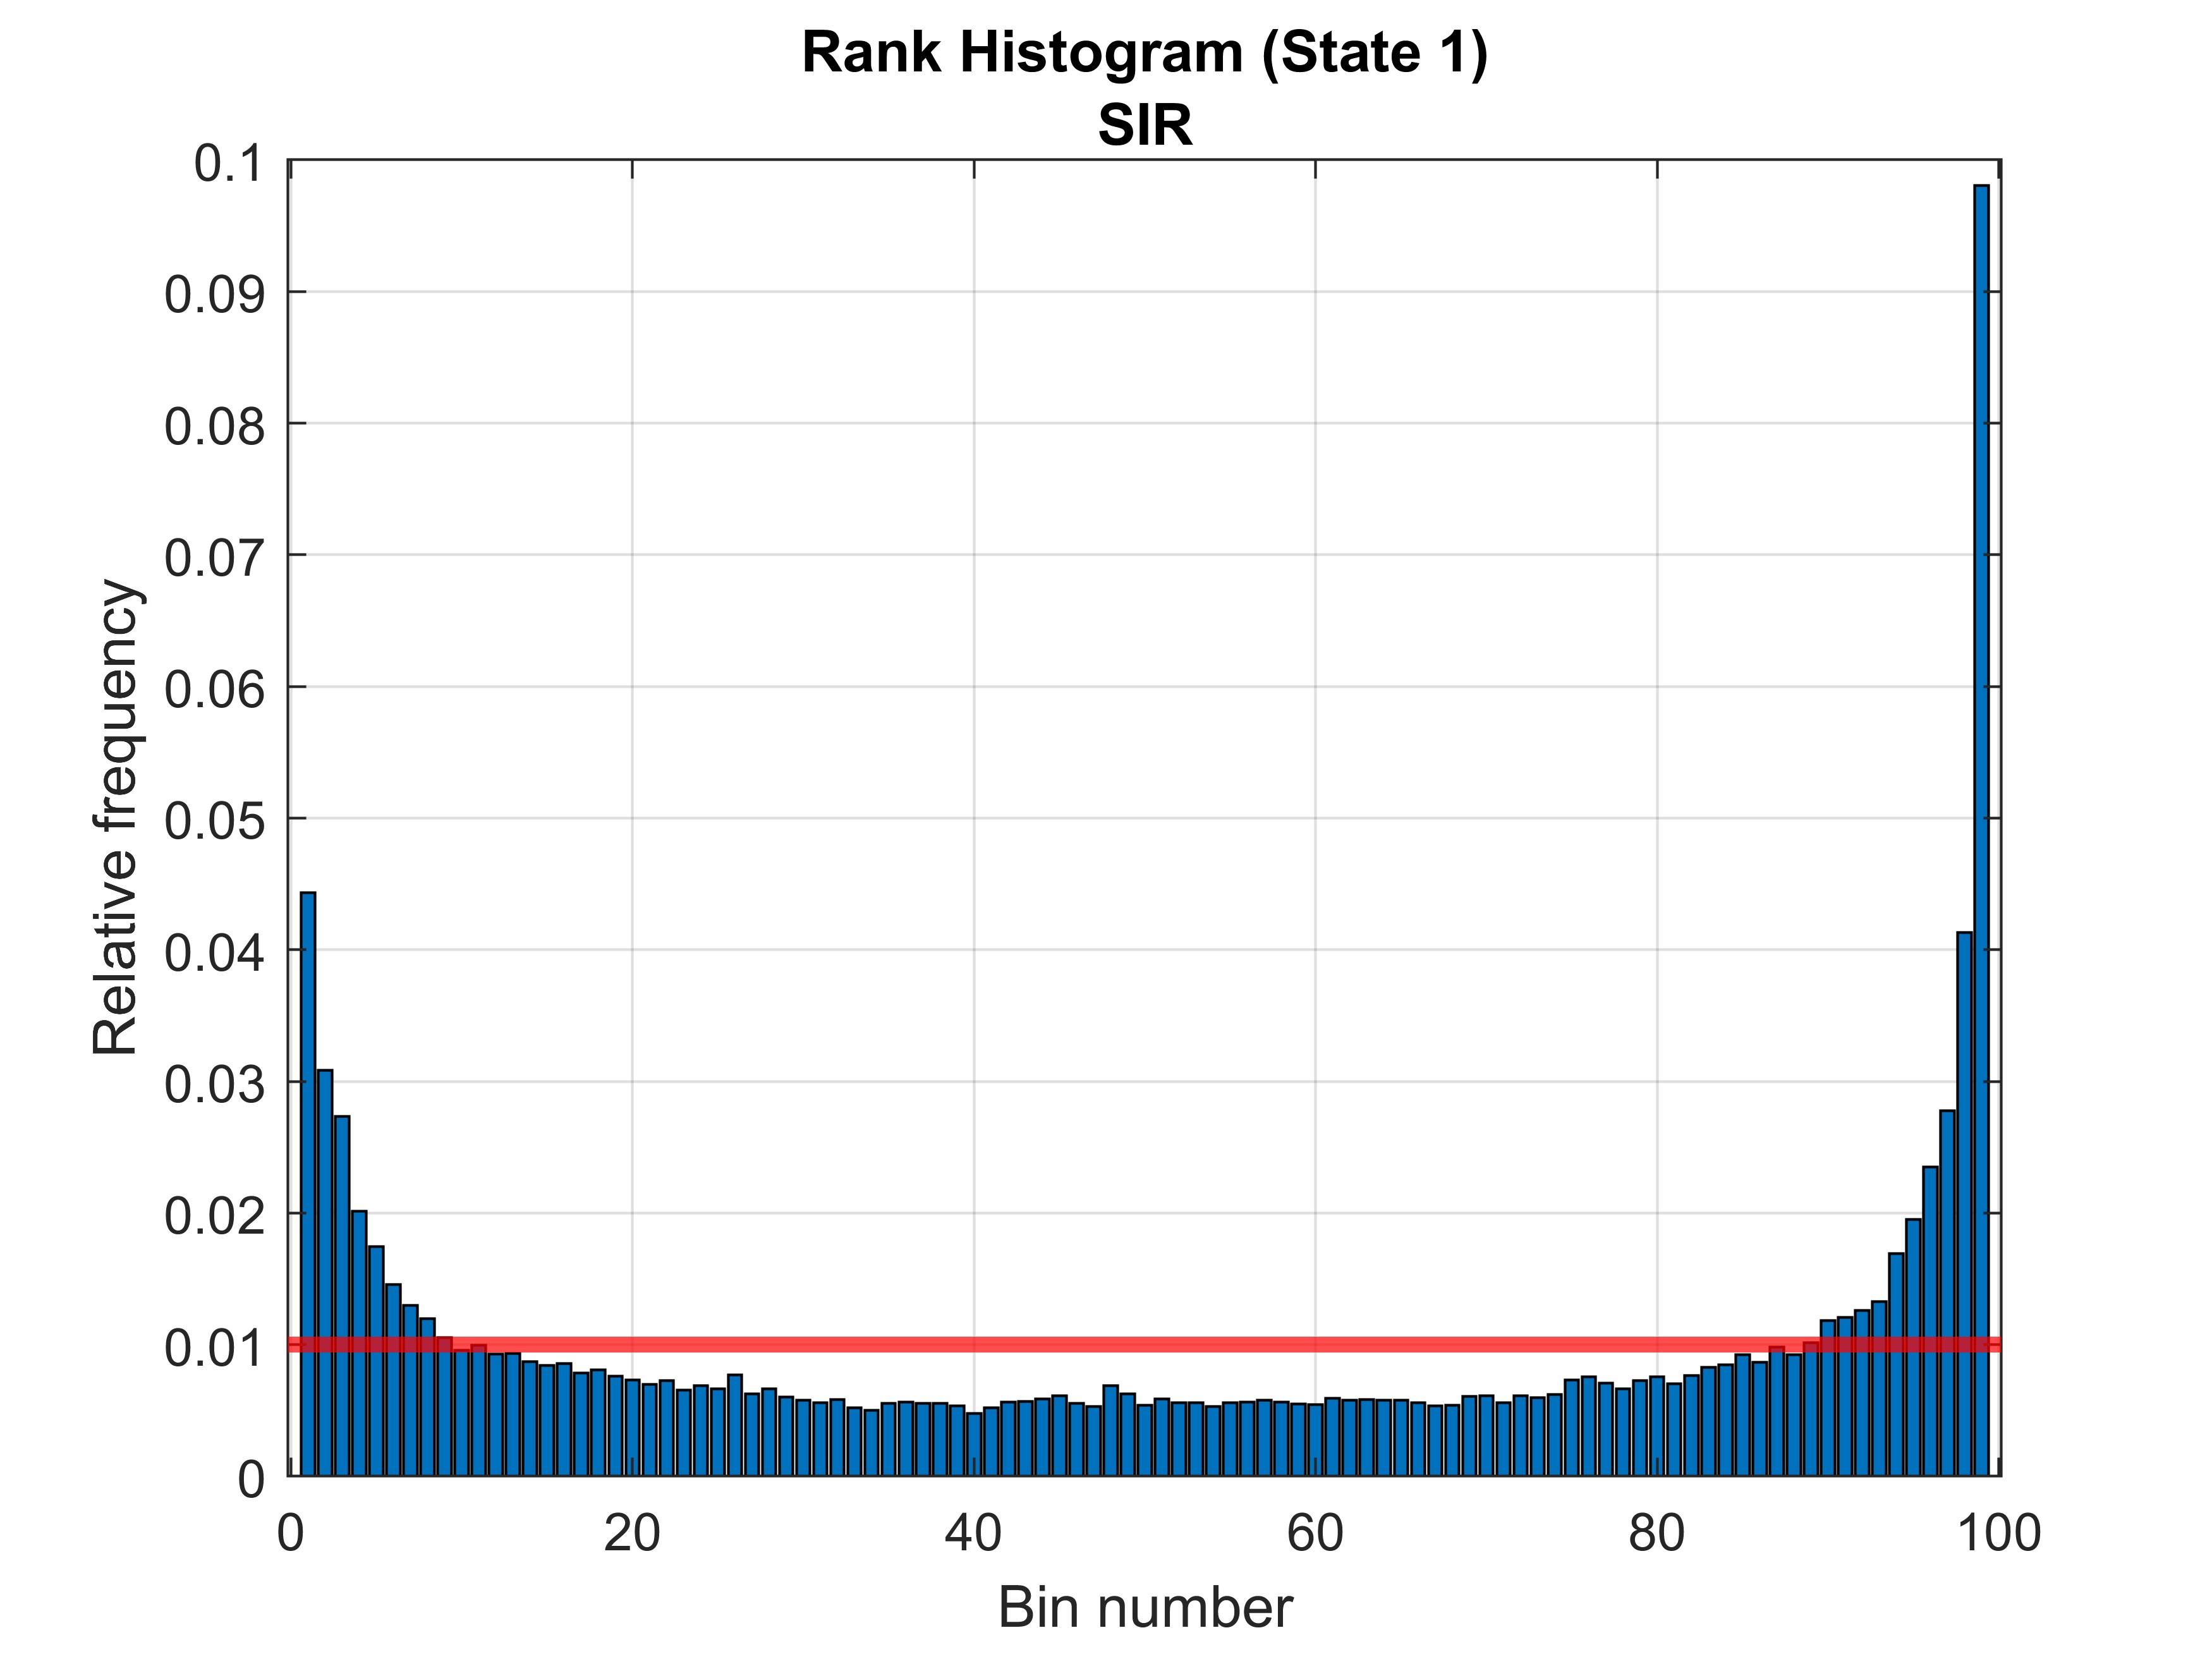 Rank Histogram (State 1)
SIR
0.1
0.09
0.08
0.07
0.06
0.05
0.04
0.03
0.02
0.01
0
Relative frequency
0 20 40 60 80 100
Bin number